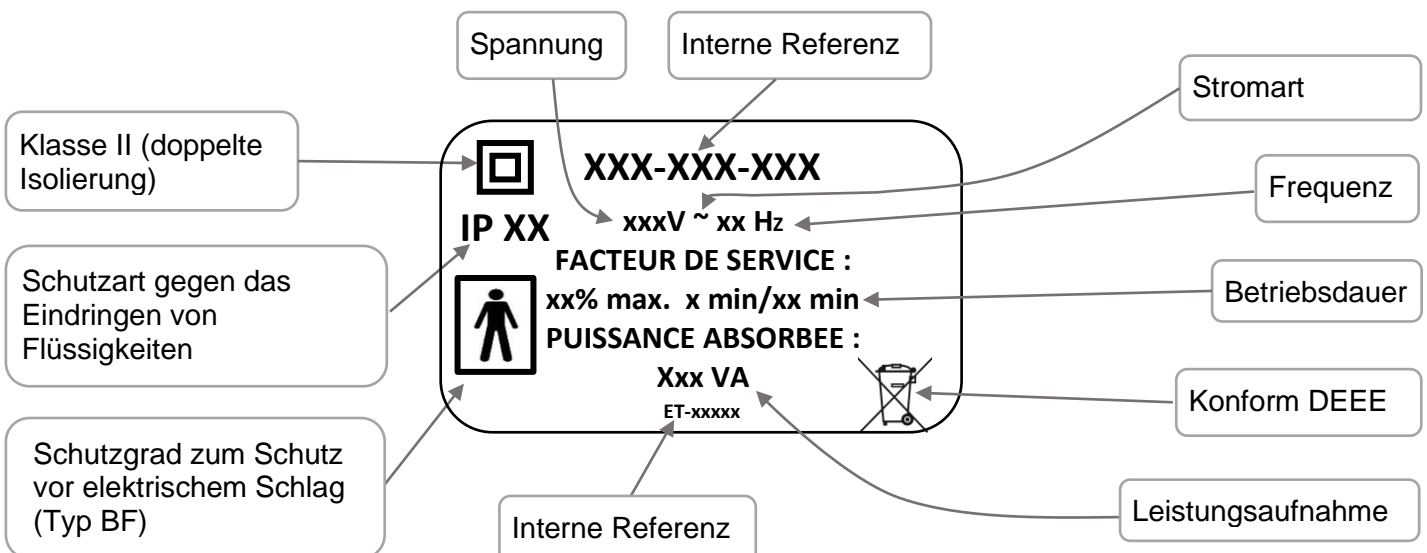 Spannung
Interne Referenz
Stromart
Klasse II (doppelte
Isolierung)
XXX-XXX-XXX
Frequenz
IP XX
xxxV ~ xx Hz
FACTEUR DE SERVICE :
Schutzart gegen das
Eindringen von
Flüssigkeiten
xx% max. x min/xx min
Betriebsdauer
PUISSANCE ABSORBEE :
Xxx VA
Konform DEEE
ET-xxxxx
Schutzgrad zum Schutz
vor elektrischem Schlag
(Typ BF)
Interne Referenz
Leistungsaufnahme